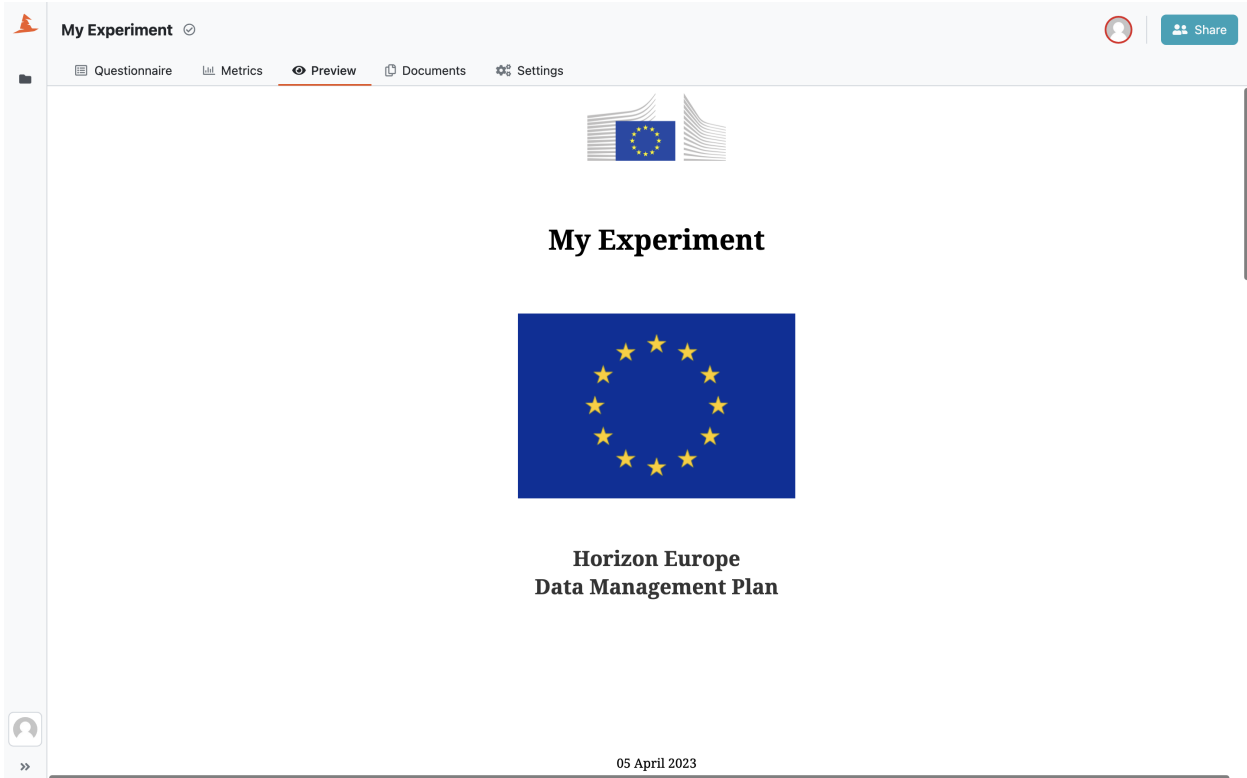 My Experiment
Share
Questionnaire Metrics Preview Documents Settings
My Experiment
Horizon Europe
Data Management Plan
05 April 2023